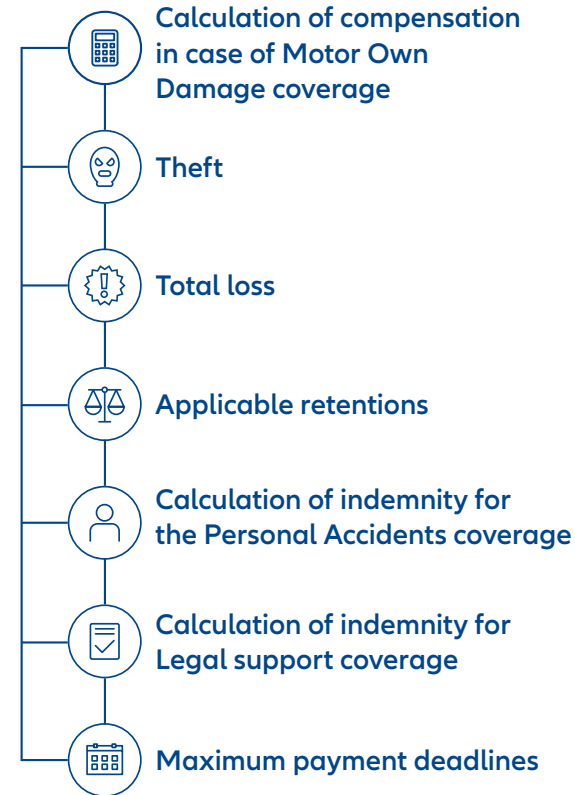 Calculation of compensation
in case of Motor Own
Damage coverage
Theft
Total loss
Applicable retentions
Calculation of indemnity for
the Personal Accidents coverage
Calculation of indemnity for
Legal support coverage
Maximum payment deadlines